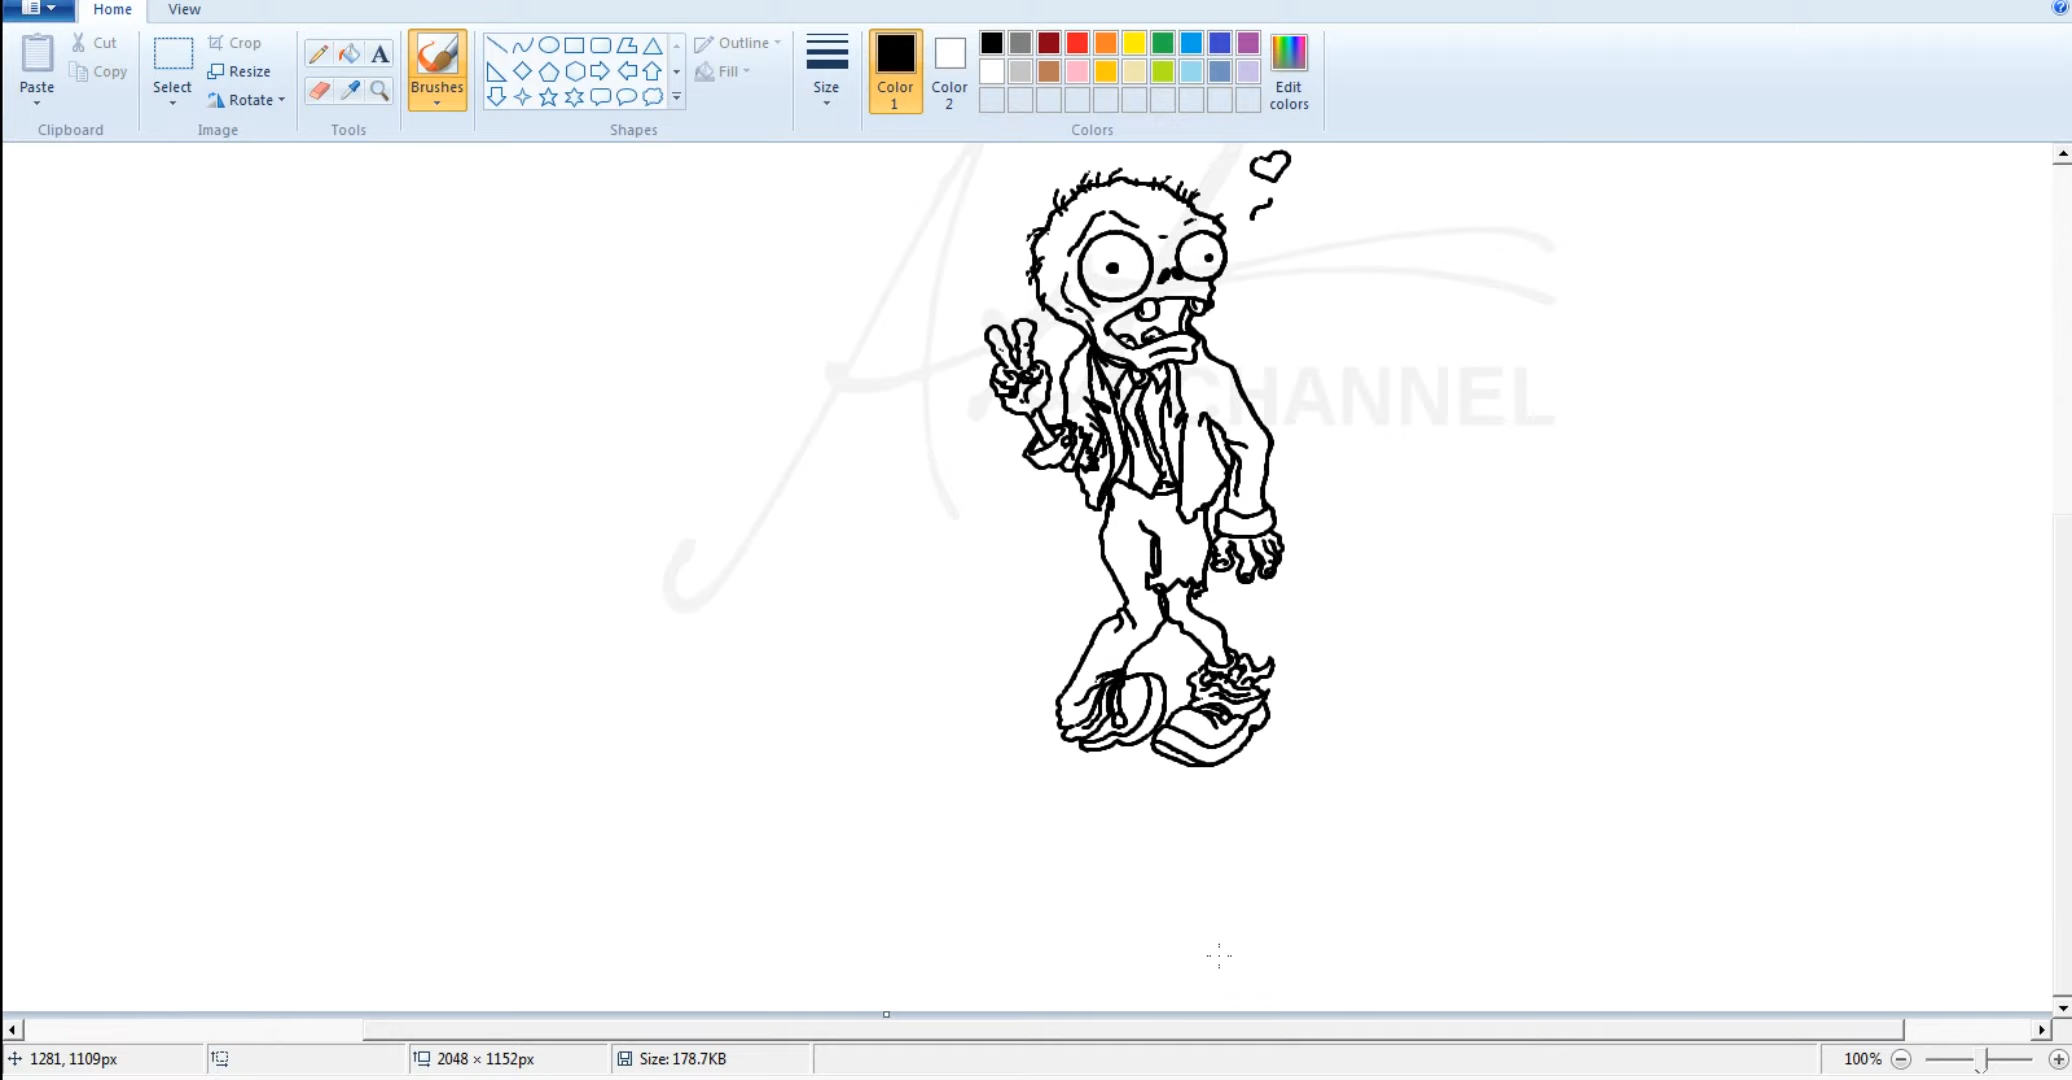 Home View
Paste Cut Copy Clipboard
Select Crop Resize Rotate Image
A
Tools
Brushes
Shapes
Outline
Fill
Size
Color 1
Color 2
Edit colors
Colors
CHANNEL
1281, 1109px
2048 × 1152px
Size: 178.7KB
100%